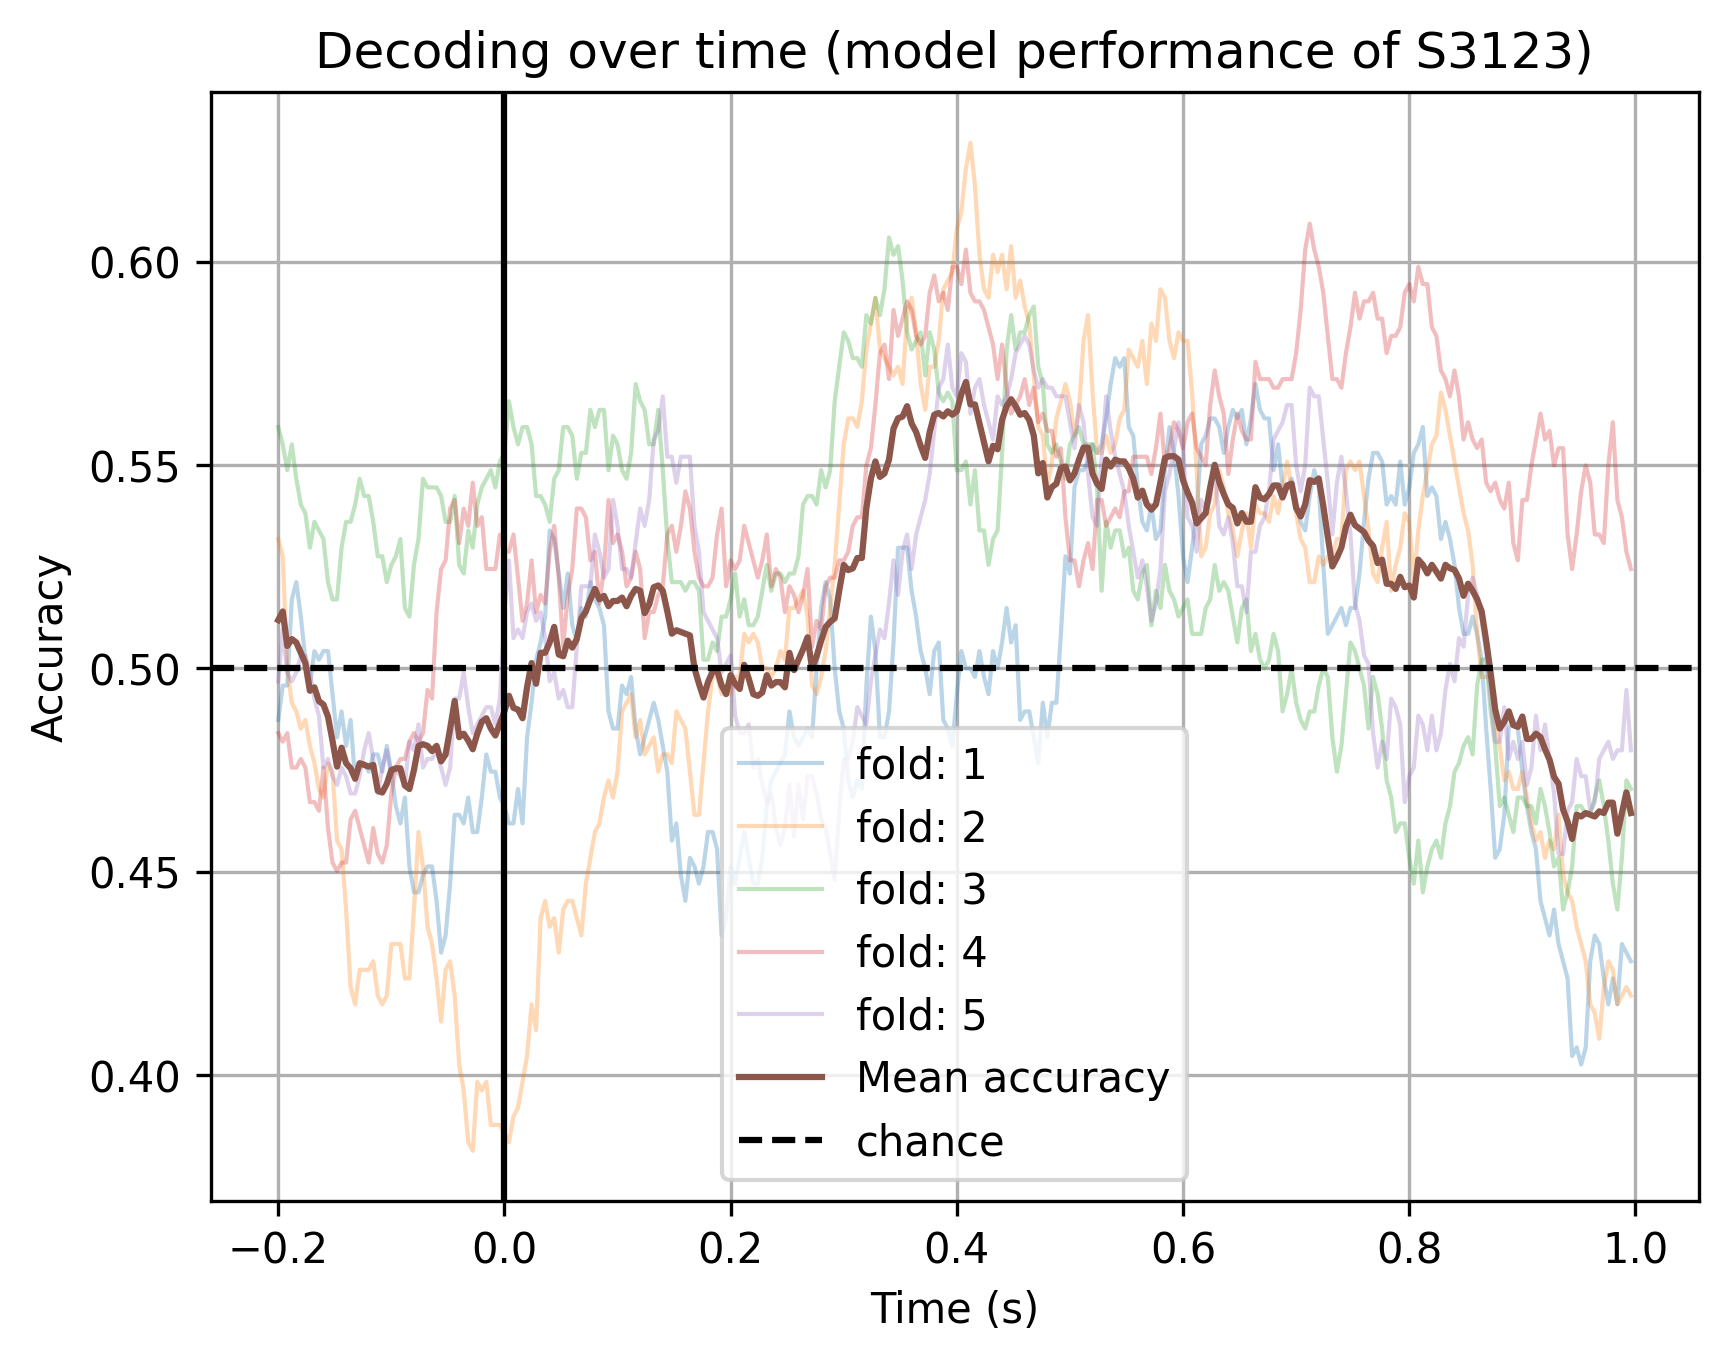 Decoding over time (model performance of S3123)
Accuracy
0.60
0.55
0.50
0.45
0.40
fold: 1
fold: 2
fold: 3
fold: 4
fold: 5
Mean accuracy
chance
−0.2 0.0 0.2 0.4 0.6 0.8 1.0
Time (s)